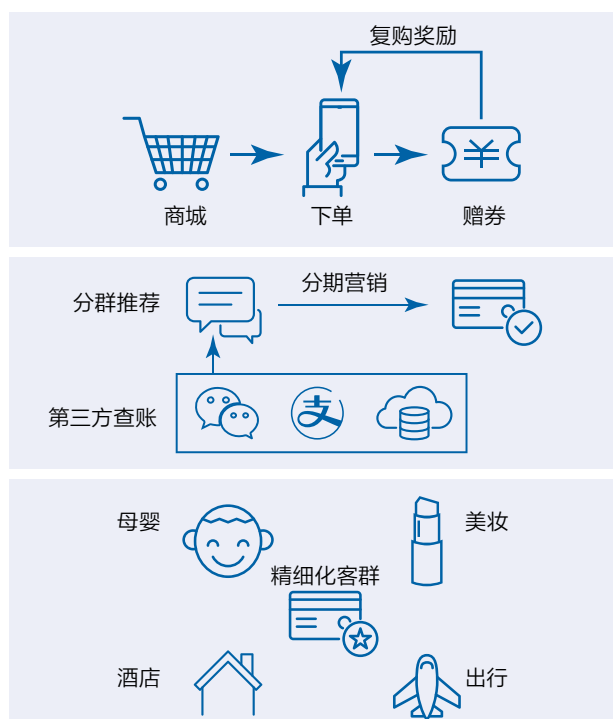 复购奖励
商城
下单
赠券
分群推荐
分期营销
第三方查账
支
母婴
美妆
精细化客群
酒店
出行